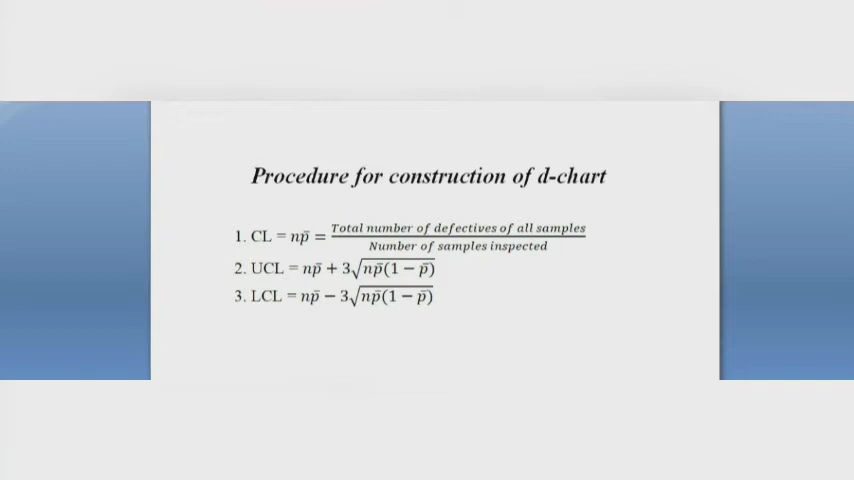 Procedure for construction of d-chart
1. CL = np̄ = Total number of defectives of all samples / Number of samples inspected
2. UCL = np̄ + 3√np̄(1 − p̄)
3. LCL = np̄ − 3√np̄(1 − p̄)